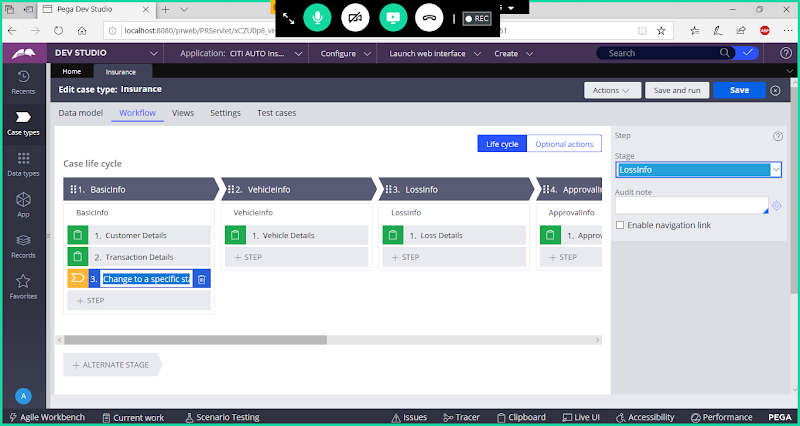 Pega Dev Studio
REC
localhost:8080/prweb/PRServlet/xCZU0p8_vH
51
DEV STUDIO
Application: CITI AUTO Ins...
Configure
Launch web interface
Create
Search
Recents
Case types
Data types
App
Records
Favorites
A
Home
Insurance
Edit case type: Insurance
Actions
Save and run
Save
Data model
Workflow
Views
Settings
Test cases
Life cycle
Optional actions
Case life cycle
1. BasicInfo
2. VehicleInfo
3. LossInfo
4. ApprovalIn
BasicInfo
VehicleInfo
LossInfo
ApprovalInfo
1. Customer Details
1. Vehicle Details
1. Loss Details
1. Approv
2. Transaction Details
+ STEP
+ STEP
+ STEP
3. Change to a specific sta
+ STEP
+ ALTERNATE STAGE
Step
?
Stage
LossInfo
Audit note
Enable navigation link
Agile Workbench
Current work
Scenario Testing
Issues
Tracer
Clipboard
Live UI
Accessibility
Performance
PEGA